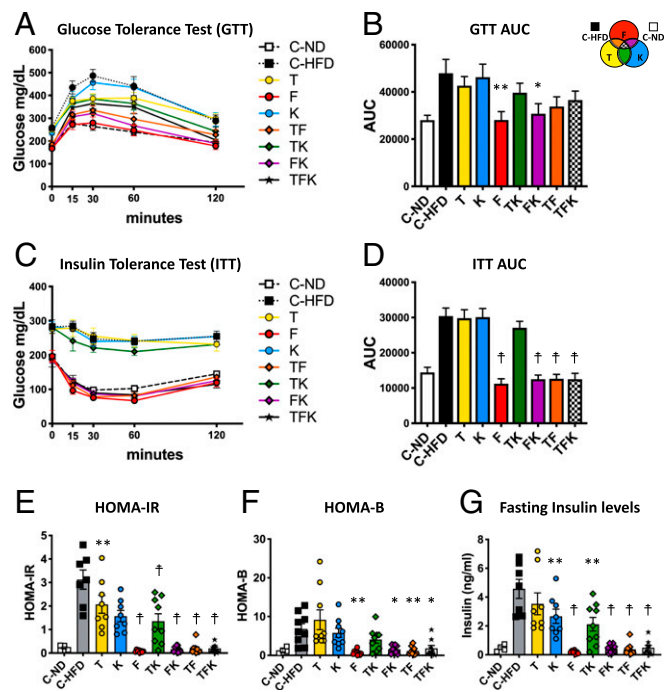 A
Glucose Tolerance Test (GTT)
Glucose mg/dL
600
500
400
300
200
100
0
0 15 30 60 120
minutes
C-ND
C-HFD
T
F
K
TF
TK
FK
TFK
B
GTT AUC
AUC
60000
40000
20000
0
** *
C-ND C-HFD T K F TK FK TF TFK
C-HFD F C-ND
T K
C
Insulin Tolerance Test (ITT)
Glucose mg/dL
400
300
200
100
0
0 15 30 60 120
minutes
C-ND
C-HFD
T
F
K
TF
TK
FK
TFK
D
ITT AUC
AUC
40000
30000
20000
10000
0
† † † †
C-ND C-HFD T K F TK FK TF TFK
E
HOMA-IR
HOMA-IR
5
4
3
2
1
0
** † † † † †
C-ND C-HFD T K F TK FK TF TFK
F
HOMA-B
HOMA-B
30
20
10
0
** * ** *
C-ND C-HFD T K F TK FK TF TFK
G
Fasting Insulin levels
Insulin (ng/ml)
10
8
6
4
2
0
** † ** † † †
C-ND C-HFD T K F TK FK TF TFK